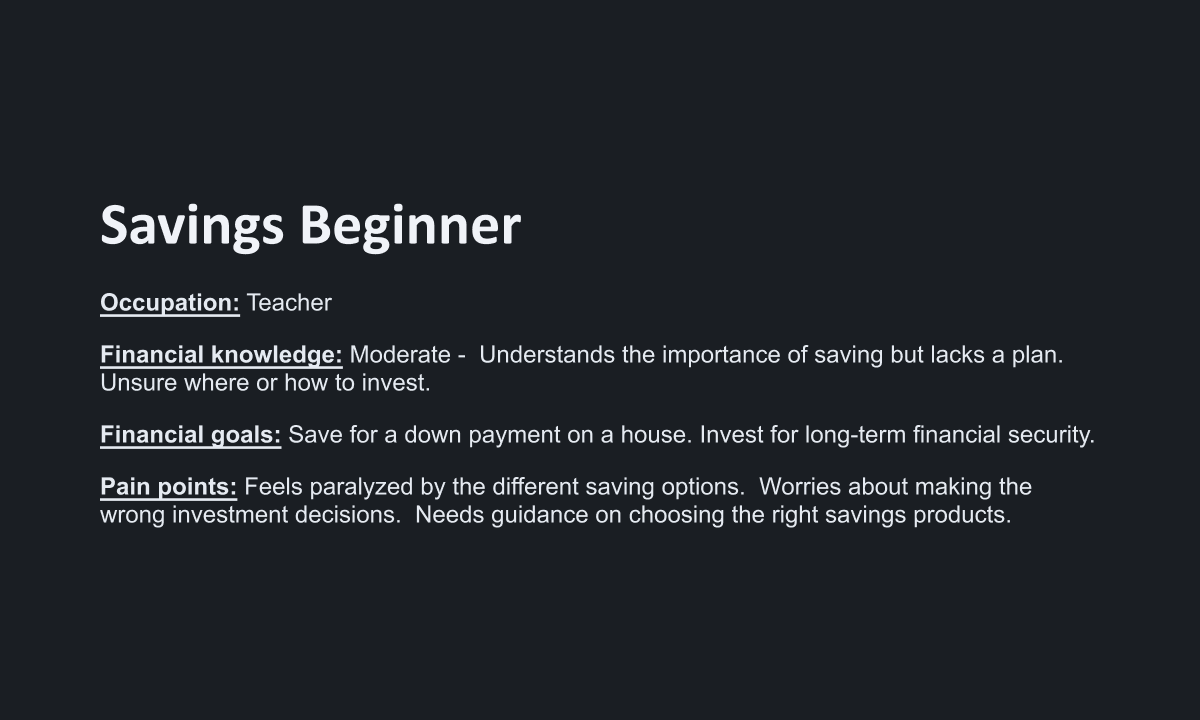 Savings Beginner
Occupation: Teacher
Financial knowledge: Moderate -  Understands the importance of saving but lacks a plan.
Unsure where or how to invest.
Financial goals: Save for a down payment on a house. Invest for long-term financial security.
Pain points: Feels paralyzed by the different saving options.  Worries about making the
wrong investment decisions.  Needs guidance on choosing the right savings products.